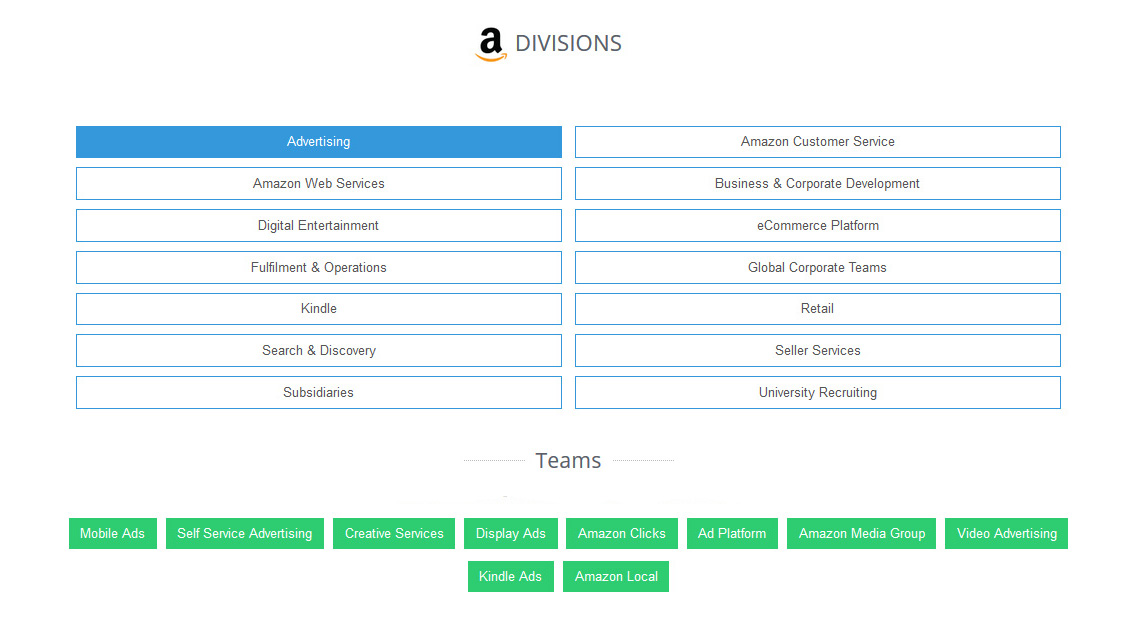 a DIVISIONS
Advertising
Amazon Customer Service
Amazon Web Services
Business & Corporate Development
Digital Entertainment
eCommerce Platform
Fulfilment & Operations
Global Corporate Teams
Kindle
Retail
Search & Discovery
Seller Services
Subsidiaries
University Recruiting
Teams
Mobile Ads
Self Service Advertising
Creative Services
Display Ads
Amazon Clicks
Ad Platform
Amazon Media Group
Video Advertising
Kindle Ads
Amazon Local